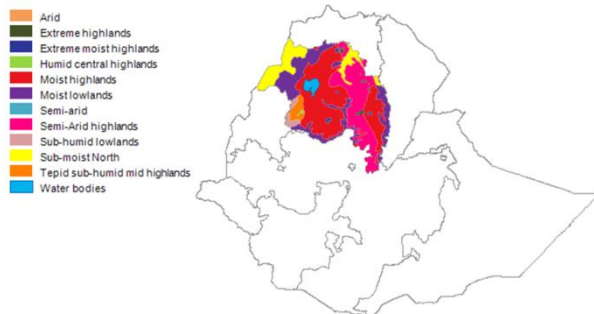 Arid
Extreme highlands
Extreme moist highlands
Humid central highlands
Moist highlands
Moist lowlands
Semi-arid
Semi-Arid highlands
Sub-humid lowlands
Sub-moist North
Tepid sub-humid mid highlands
Water bodies